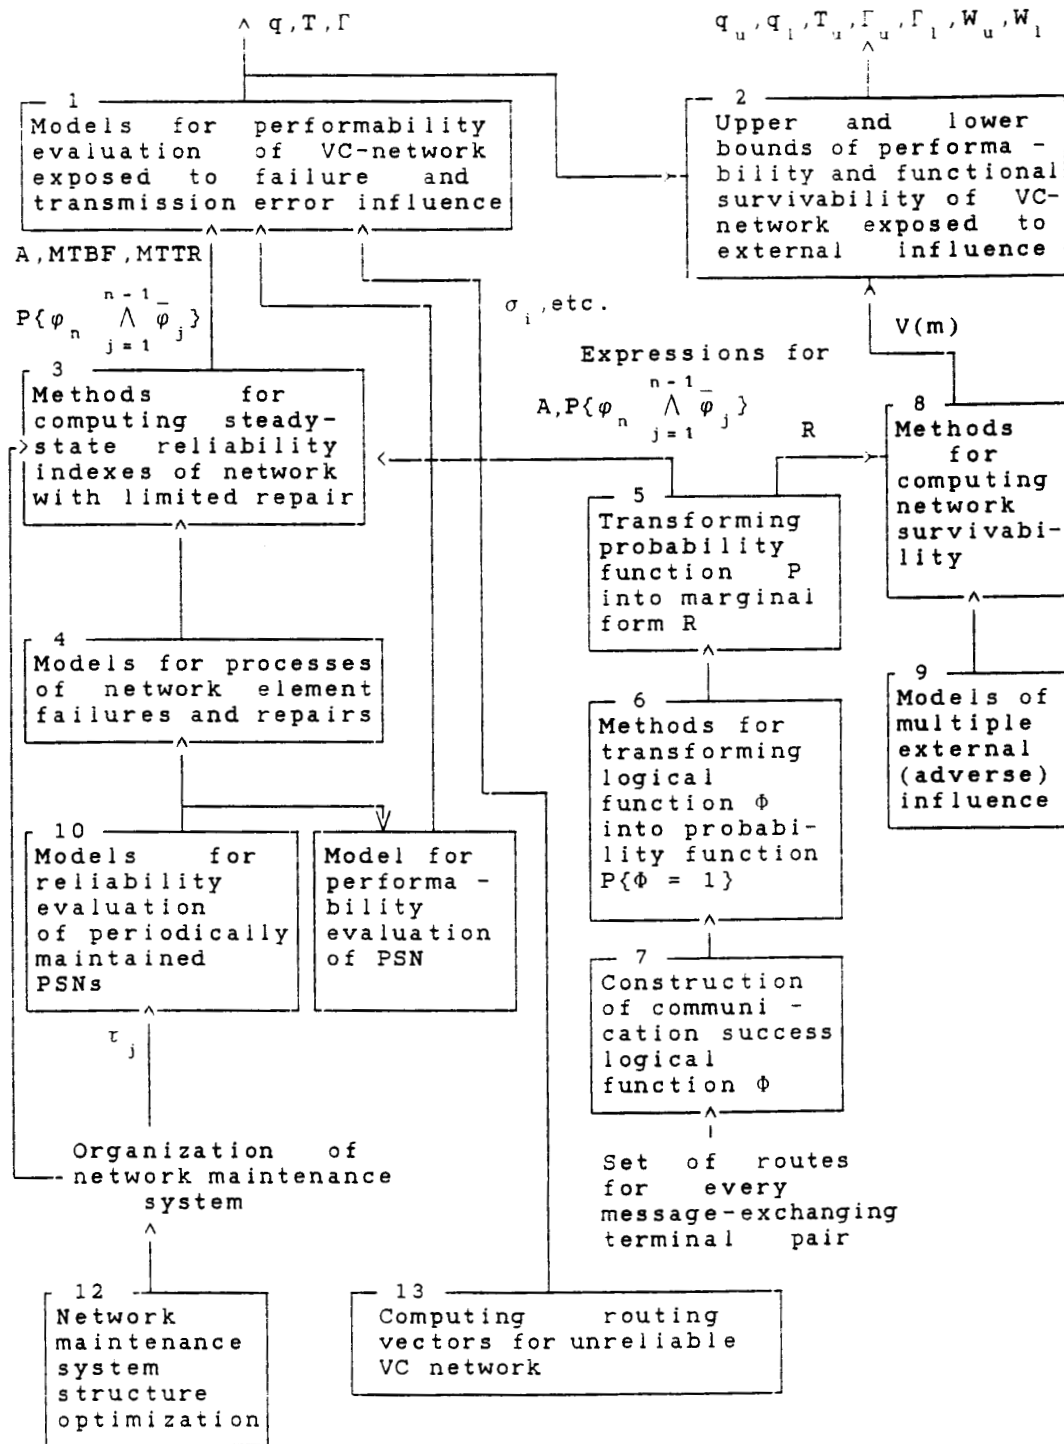 q,T,Γ
q_u,q_l,T_u,Γ_u,Γ_l,W_u,W_l
1
Models for performability
evaluation of VC-network
exposed to failure and
transmission error influence
2
Upper and lower
bounds of performa -
bility and functional
survivability of VC-
network exposed to
external influence
A,MTBF,MTTR
n - 1
P{φ_n ∧ φ̅_j}
j = 1
σ_i,etc.
V(m)
Expressions for
n - 1
A,P{φ_n ∧ φ̅_j}
j = 1
R
3
Methods for
computing steady-
state reliability
indexes of network
with limited repair
8
Methods
for
computing
network
survivabi-
lity
5
Transforming
probability
function P
into marginal
form R
4
Models for processes
of network element
failures and repairs
6
Methods for
transforming
logical
function Φ
into probabi-
lity function
P{Φ = 1}
9
Models of
multiple
external
(adverse)
influence
10
Models for
reliability
evaluation
of periodically
maintained
PSNs
Model for
performa -
bility
evaluation
of PSN
7
Construction
of communi -
cation success
logical
function Φ
τ_j
Organization of
network maintenance
system
Set of routes
for every
message-exchanging
terminal pair
12
Network
maintenance
system
structure
optimization
13
Computing routing
vectors for unreliable
VC network